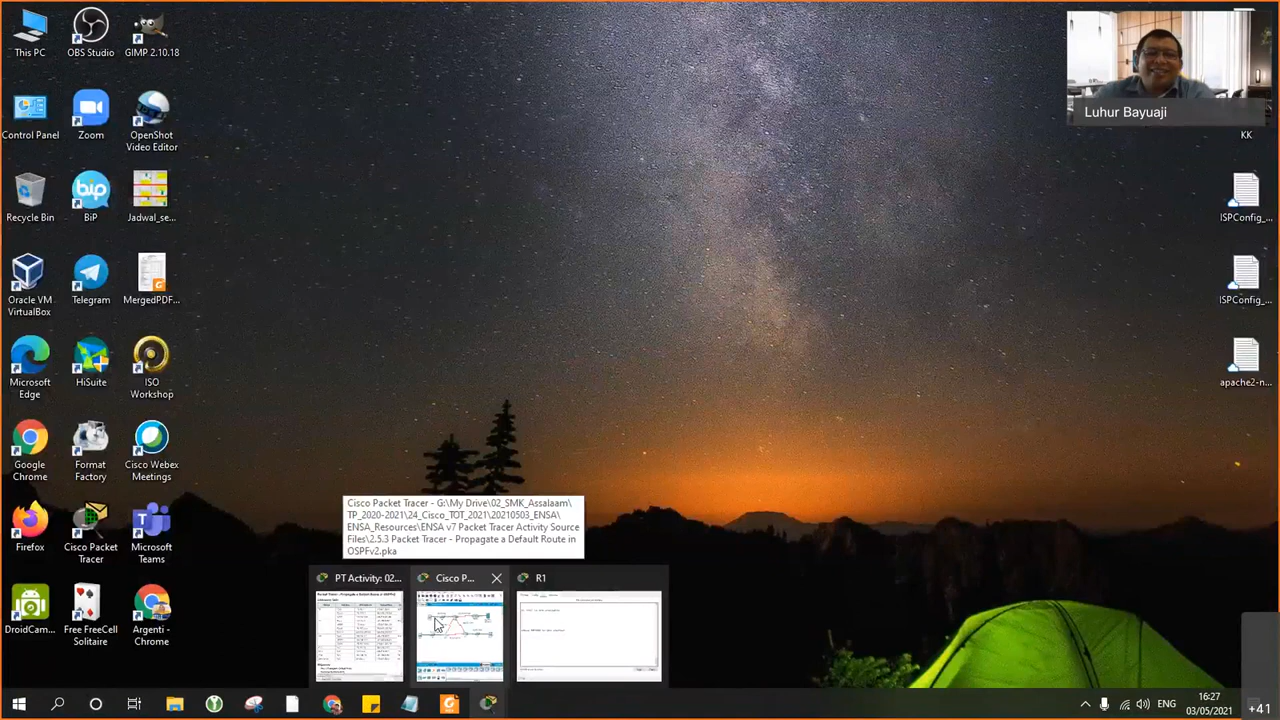 This PC
OBS Studio
GIMP 2.10.18
Luhur Bayuaji
Control Panel
Zoom
OpenShot
Video Editor
KK
Recycle Bin
BiP
Jadwal_se...
ISPConfig_...
Oracle VM
VirtualBox
Telegram
MergedPDF...
ISPConfig_...
Microsoft
Edge
HiSuite
ISO
Workshop
apache2-n...
Google
Chrome
Format
Factory
Cisco Webex
Meetings
Firefox
Cisco Packet
Tracer
Microsoft
Teams
Cisco Packet Tracer - G:\My Drive\02_SMK_Assalaam\
TP_2020-2021\24_Cisco_TOT_2021\20210503_ENSA\
ENSA_Resources\ENSA v7 Packet Tracer Activity Source
Files\2.5.3 Packet Tracer - Propagate a Default Route in
OSPFv2.pka
PT Activity: 02...
Cisco P...
R1
DroidCam...
Free Spider
Solitaire
Argenti -
Chrome
ENG
16:27
03/05/2021
+41